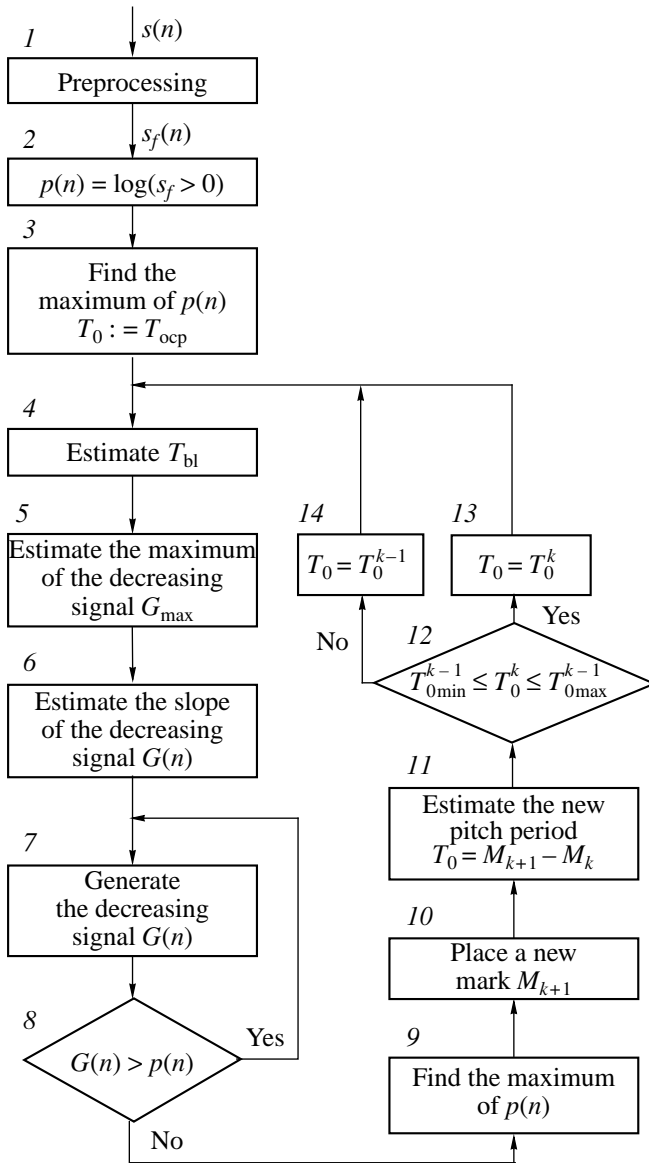 1
s(n)
Preprocessing
2
s_f(n)
p(n) = log(s_f > 0)
3
Find the
maximum of p(n)
T_0 := T_ocp
4
Estimate T_bl
5
Estimate the maximum
of the decreasing
signal G_max
6
Estimate the slope
of the decreasing
signal G(n)
7
Generate
the decreasing
signal G(n)
8
G(n) > p(n)
Yes
No
9
Find the maximum
of p(n)
10
Place a new
mark M_{k+1}
11
Estimate the new
pitch period
T_0 = M_{k+1} – M_k
12
T_{0min}^{k–1} ≤ T_0^k ≤ T_{0max}^{k–1}
No
Yes
13
T_0 = T_0^k
14
T_0 = T_0^{k–1}